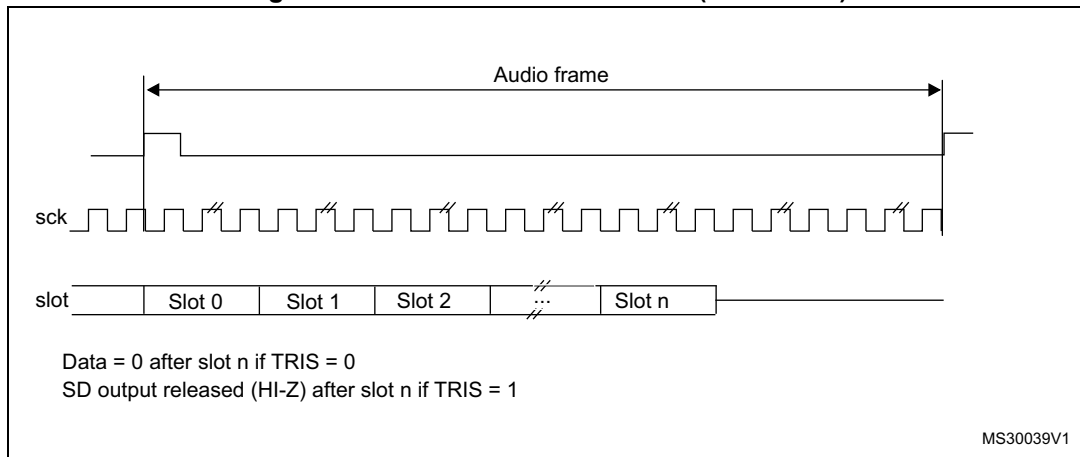 Audio frame
sck
slot
Slot 0
Slot 1
Slot 2
...
Slot n
Data = 0 after slot n if TRIS = 0
SD output released (HI-Z) after slot n if TRIS = 1
MS30039V1